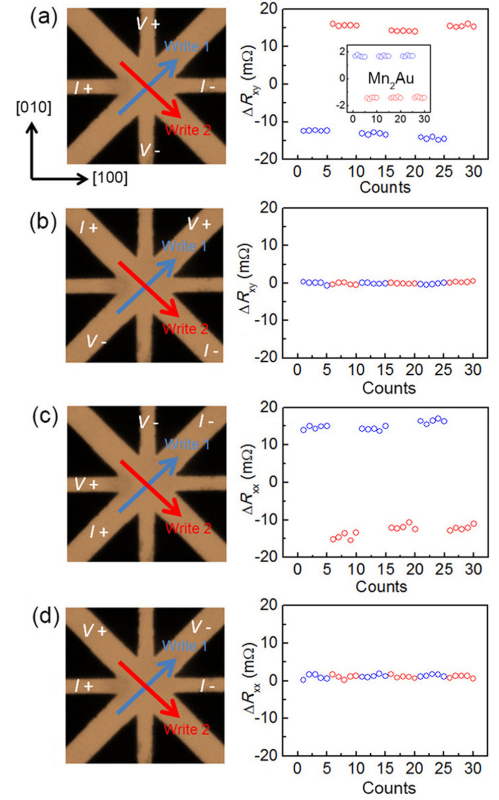 (a)
V +
Write 1
I +
I -
Write 2
V -
[010]
[100]
ΔRxy (mΩ)
20
10
0
-10
-20
2
0
-2
Mn2Au
0 10 20 30
0 5 10 15 20 25 30
Counts
(b)
I +
V +
Write 1
Write 2
V -
I -
ΔRxy (mΩ)
20
10
0
-10
-20
0 5 10 15 20 25 30
Counts
(c)
V -
I -
Write 1
V +
Write 2
I +
ΔRxx (mΩ)
20
10
0
-10
-20
0 5 10 15 20 25 30
Counts
(d)
V +
V -
Write 1
I +
I -
Write 2
ΔRxx (mΩ)
20
10
0
-10
-20
0 5 10 15 20 25 30
Counts